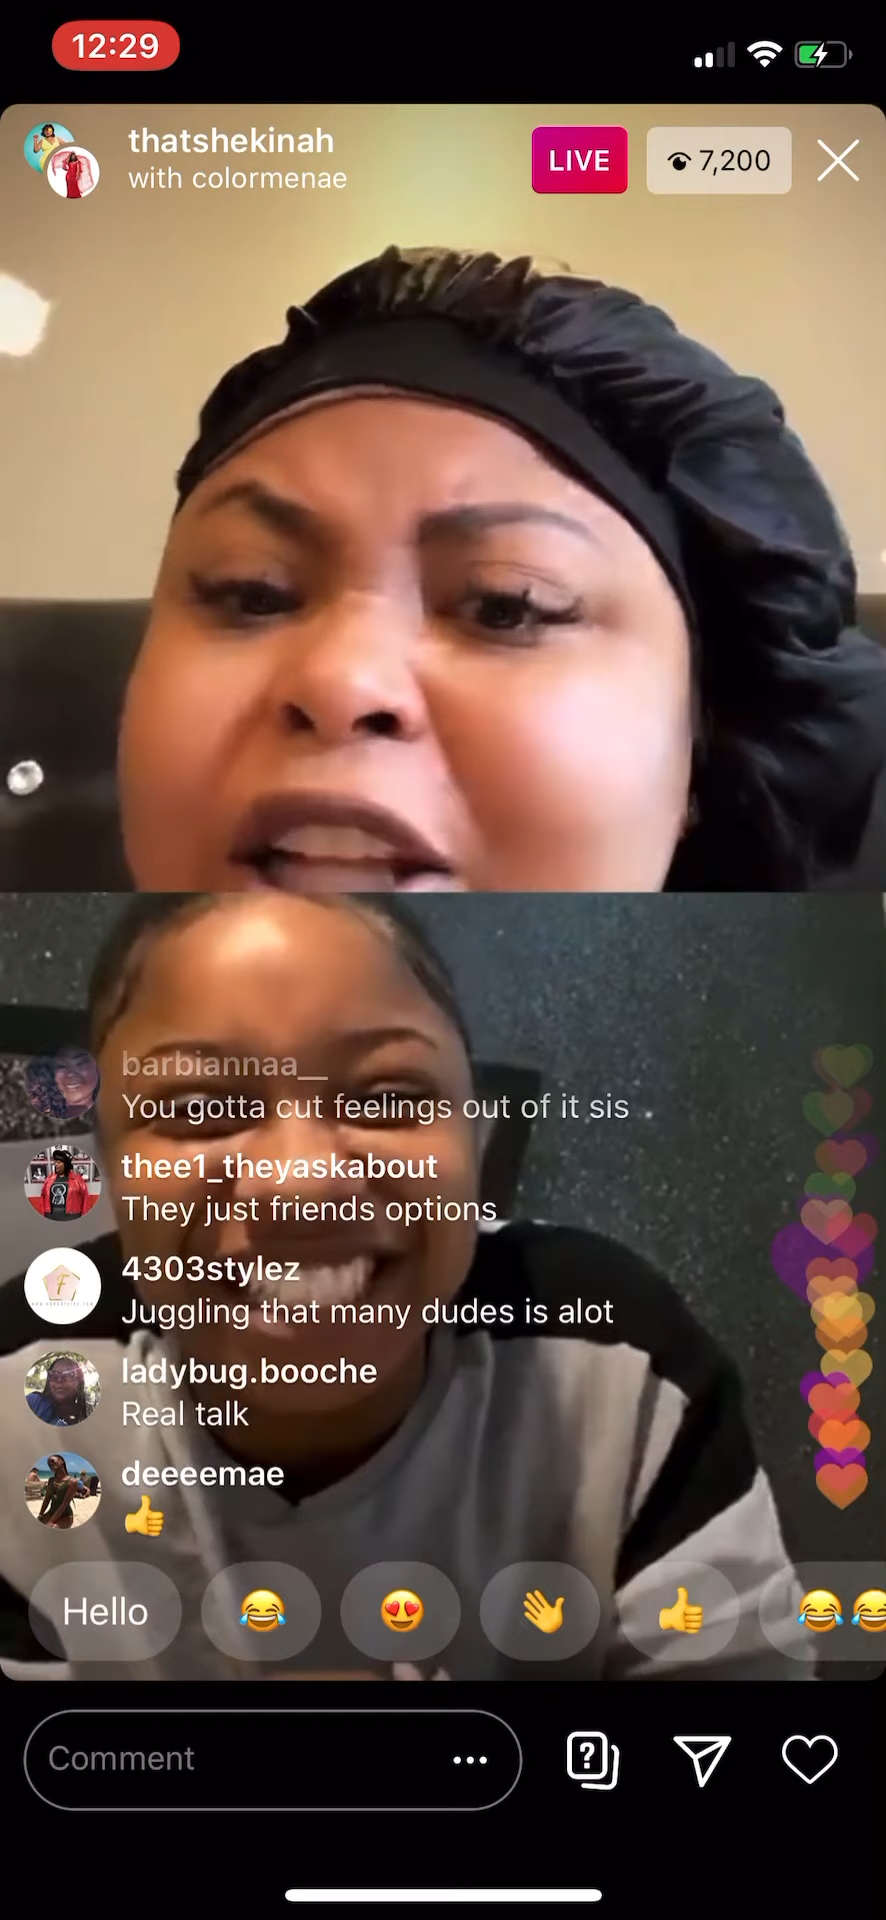 12:29
thatshekinah
with colormenae
LIVE
7,200
barbiannaa__
You gotta cut feelings out of it sis .
thee1_theyaskabout
They just friends options
4303stylez
Juggling that many dudes is alot
ladybug.booche
Real talk
deeeemae
👍
Hello 😂 😍 👋 👍 😂😂
Comment